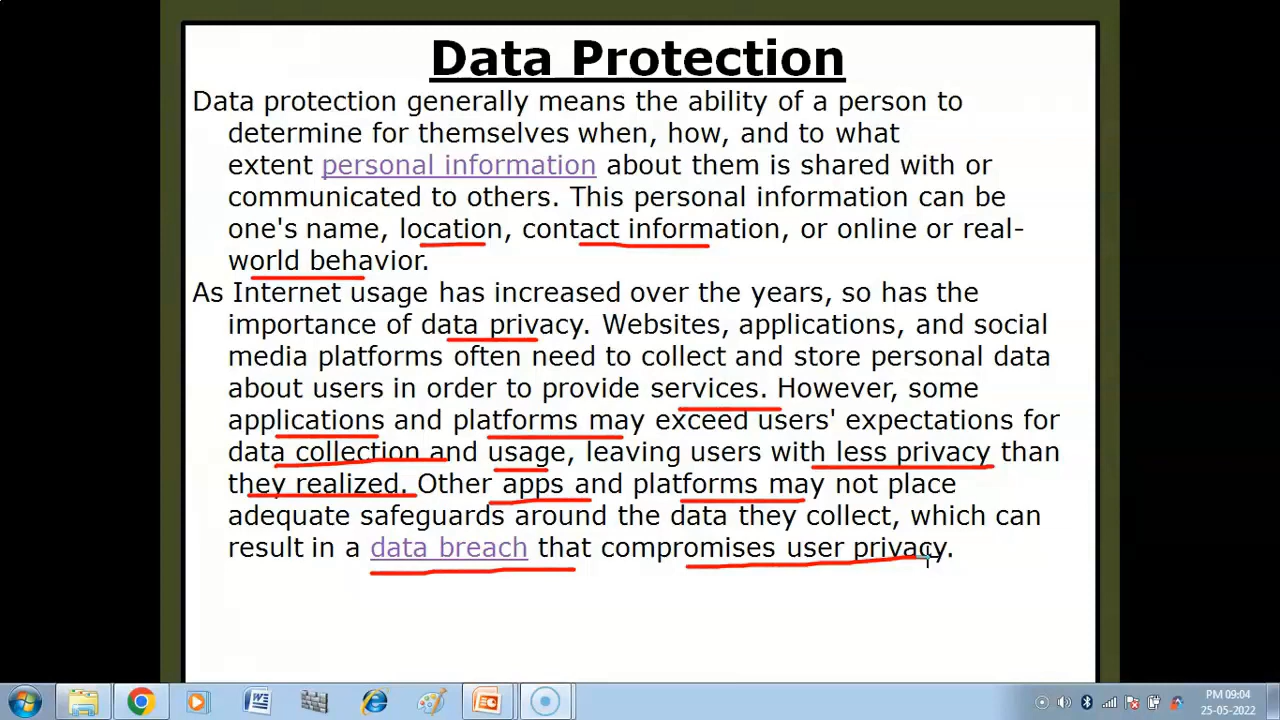 Data Protection
Data protection generally means the ability of a person to
determine for themselves when, how, and to what
extent personal information about them is shared with or
communicated to others. This personal information can be
one's name, location, contact information, or online or real-
world behavior.
As Internet usage has increased over the years, so has the
importance of data privacy. Websites, applications, and social
media platforms often need to collect and store personal data
about users in order to provide services. However, some
applications and platforms may exceed users' expectations for
data collection and usage, leaving users with less privacy than
they realized. Other apps and platforms may not place
adequate safeguards around the data they collect, which can
result in a data breach that compromises user privacy.
PM 09:04
25-05-2022